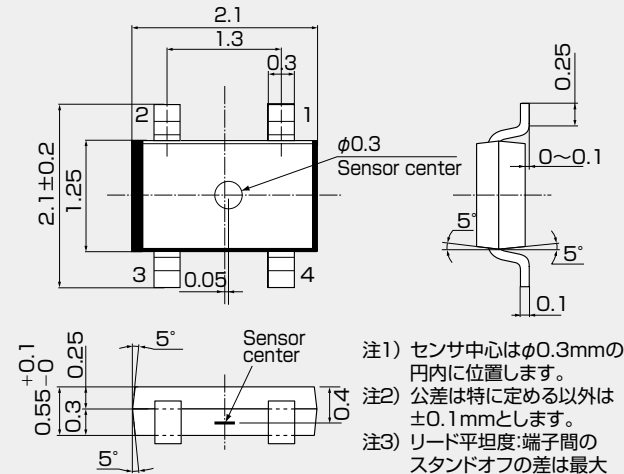 2.1
1.3
0.3
2
1
φ0.3
Sensor center
2.1±0.2
1.25
3
0.05
4
0.25
0〜0.1
5°
5°
0.1
5°
Sensor
center
0.55 +0.1 -0
0.25
0.3
0.4
5°
注1) センサ中心はφ0.3mmの
円内に位置します。
注2) 公差は特に定める以外は
±0.1mmとします。
注3) リード平坦度:端子間の
スタンドオフの差は最大